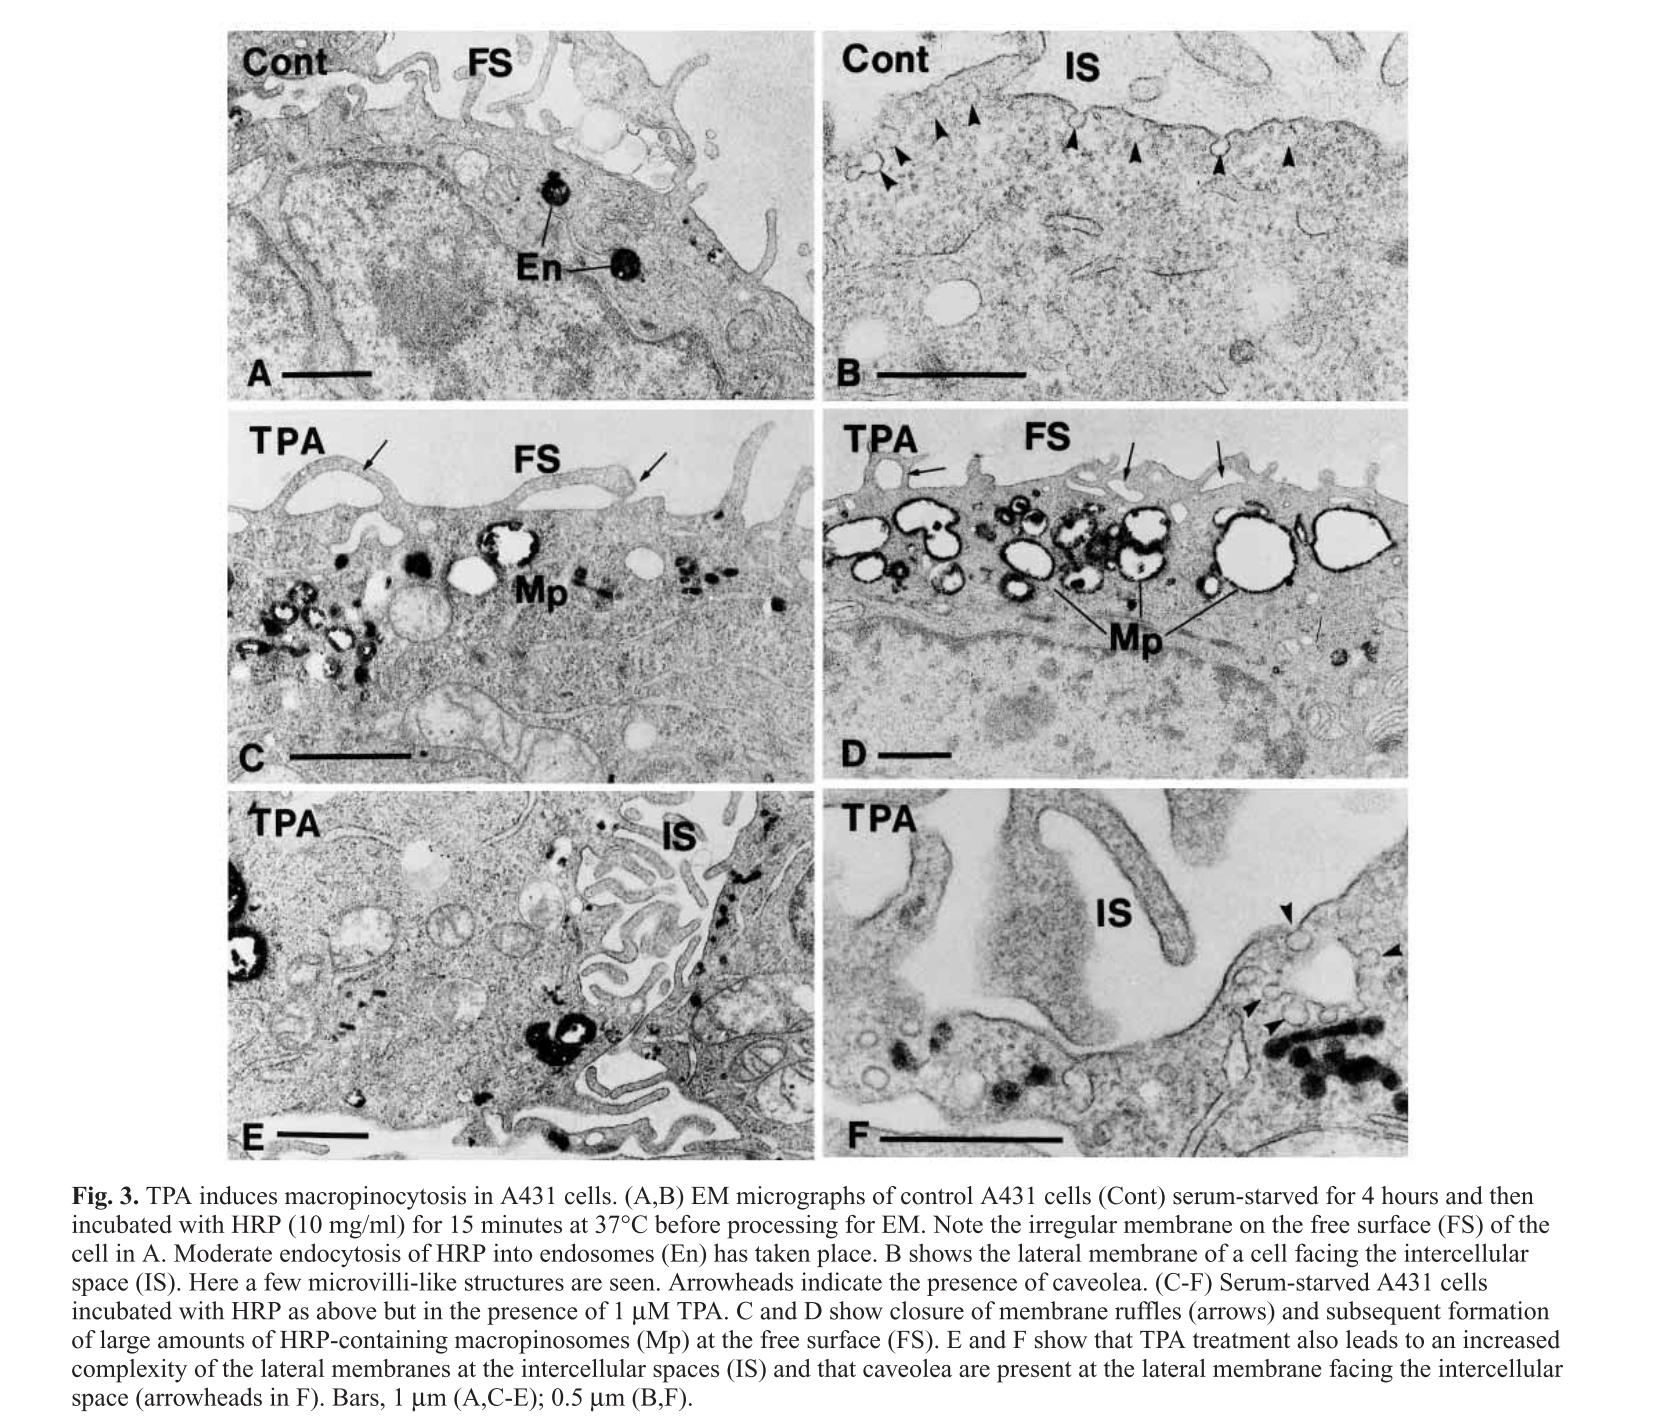 Cont
FS
En
A
Cont
IS
B
TPA
FS
Mp
C
TPA
FS
Mp
D
TPA
IS
E
TPA
IS
F
Fig. 3. TPA induces macropinocytosis in A431 cells. (A,B) EM micrographs of control A431 cells (Cont) serum-starved for 4 hours and then
incubated with HRP (10 mg/ml) for 15 minutes at 37°C before processing for EM. Note the irregular membrane on the free surface (FS) of the
cell in A. Moderate endocytosis of HRP into endosomes (En) has taken place. B shows the lateral membrane of a cell facing the intercellular
space (IS). Here a few microvilli-like structures are seen. Arrowheads indicate the presence of caveolea. (C-F) Serum-starved A431 cells
incubated with HRP as above but in the presence of 1 μM TPA. C and D show closure of membrane ruffles (arrows) and subsequent formation
of large amounts of HRP-containing macropinosomes (Mp) at the free surface (FS). E and F show that TPA treatment also leads to an increased
complexity of the lateral membranes at the intercellular spaces (IS) and that caveolea are present at the lateral membrane facing the intercellular
space (arrowheads in F). Bars, 1 μm (A,C-E); 0.5 μm (B,F).